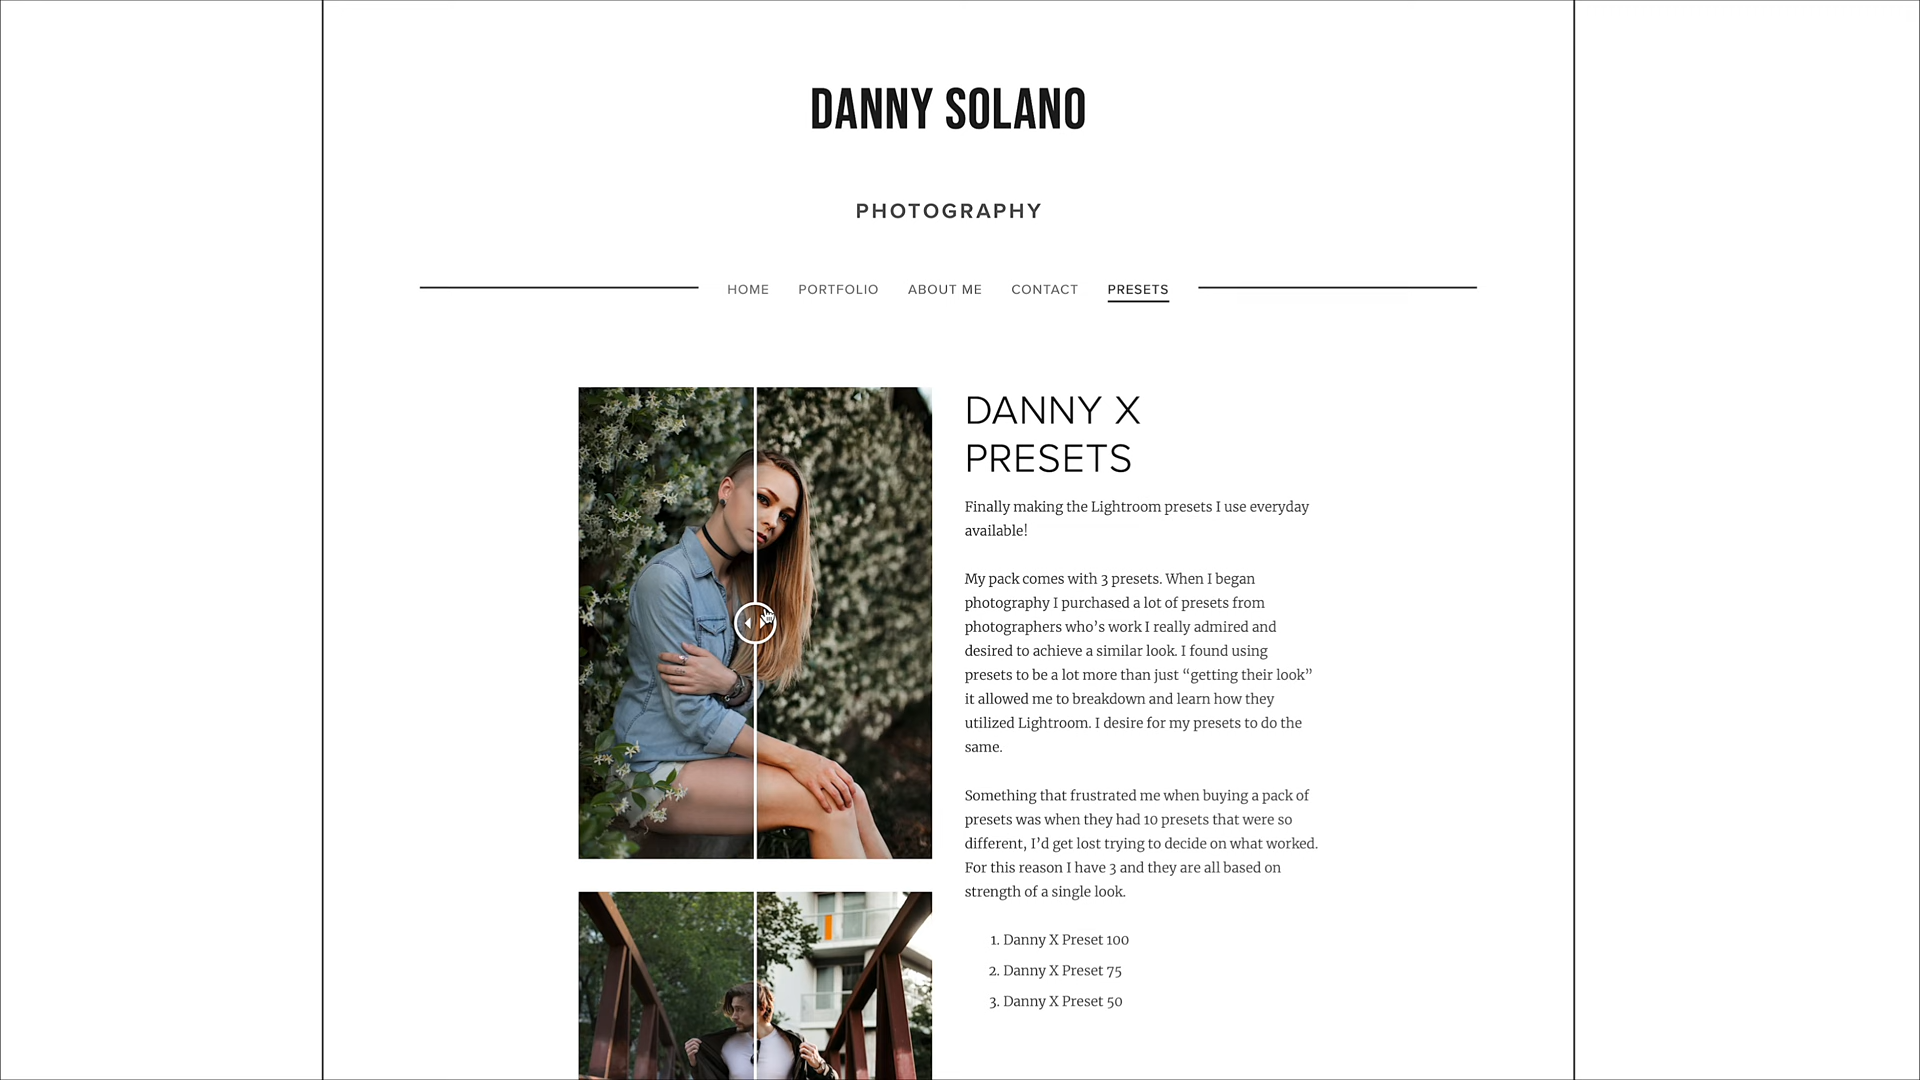 DANNY SOLANO
PHOTOGRAPHY
HOME PORTFOLIO ABOUT ME CONTACT PRESETS
DANNY X
PRESETS
Finally making the Lightroom presets I use everyday
available!
My pack comes with 3 presets. When I began
photography I purchased a lot of presets from
photographers who’s work I really admired and
desired to achieve a similar look. I found using
presets to be a lot more than just “getting their look”
it allowed me to breakdown and learn how they
utilized Lightroom. I desire for my presets to do the
same.
Something that frustrated me when buying a pack of
presets was when they had 10 presets that were so
different, I’d get lost trying to decide on what worked.
For this reason I have 3 and they are all based on
strength of a single look.
1. Danny X Preset 100
2. Danny X Preset 75
3. Danny X Preset 50